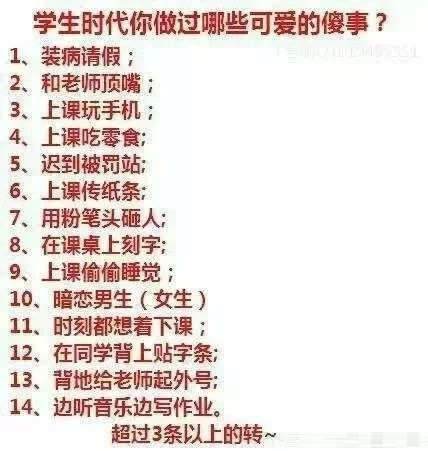 学生时代你做过哪些可爱的傻事？
1、装病请假；
2、和老师顶嘴；
3、上课玩手机；
4、上课吃零食;
5、迟到被罚站;
6、上课传纸条;
7、用粉笔头砸人;
8、在课桌上刻字;
9、上课偷偷睡觉；
10、暗恋男生（女生）
11、时刻都想着下课；
12、在同学背上贴字条;
13、背地给老师起外号;
14、边听音乐边写作业。
超过3条以上的转~